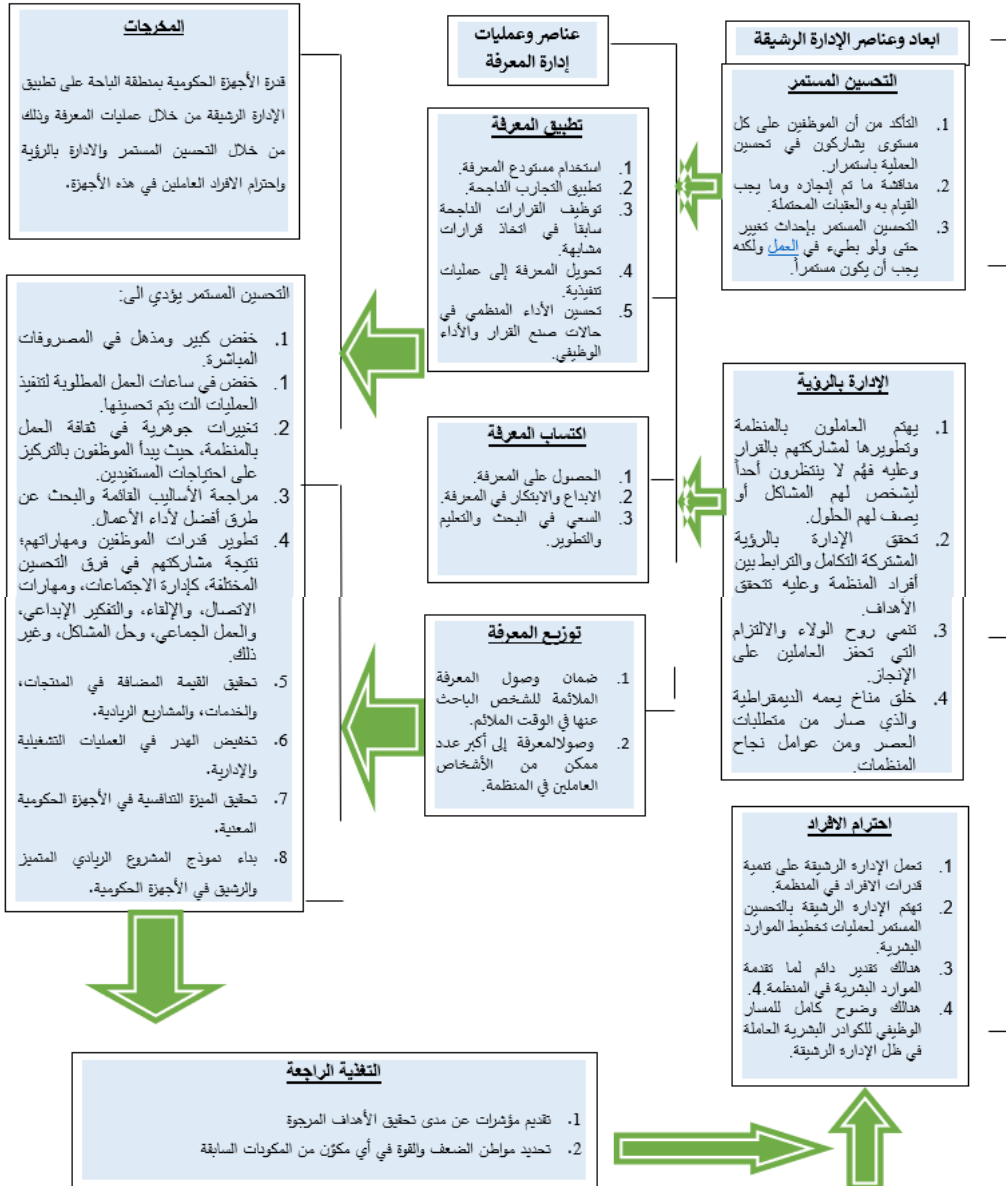 ابعاد وعناصر الإدارة الرشيقة
التحسين المستمر
1. التأكد من أن الموظفين على كل
مستوى يشاركون في تحسين
العملية باستمرار.
2. مناقشة ما تم إنجازه وما يجب
القيام به والعقبات المحتملة.
3. التحسين المستمر بإحداث تغيير
حتى ولو بطيء في العمل ولكنه
يجب أن يكون مستمراً.
الإدارة بالرؤية
1. يهتم العاملون بالمنظمة
وتطويرها لمشاركتهم بالقرار
وعليه فهُم لا ينتظرون أحداً
ليشخص لهم المشاكل أو
يصف لهم الحلول.
2. تحقق الإدارة بالرؤية
المشتركة التكامل والترابط بين
أفراد المنظمة وعليه تتحقق
الأهداف.
3. تنمي روح الولاء والالتزام
التي تحفز العاملين على
الإنجاز.
4. خلق مناخ يعمه الديمقراطية
والذي صار من متطلبات
العصر ومن عوامل نجاح
المنظمات.
احترام الافراد
1. تعمل الإدارة الرشيقة على تنمية
قدرات الافراد في المنظمة.
2. تهتم الإدارة الرشيقة بالتحسين
المستمر لعمليات تخطيط الموارد
البشرية.
3. هنالك تقدير دائم لما تقدمة
الموارد البشرية في المنظمة.4.
4. هنالك وضوح كامل للمسار
الوظيفي للكوادر البشرية العاملة
في ظل الإدارة الرشيقة.
عناصر وعمليات
إدارة المعرفة
تطبيق المعرفة
1. استخدام مستودع المعرفة.
2. تطبيق التجارب الناجحة.
3. توظيف القرارات الناجحة
سابقاً في اتخاذ قرارات
مشابهة.
4. تحويل المعرفة إلى عمليات
تنفيذية.
5. تحسين الأداء المنظمي في
حالات صنع القرار والأداء
الوظيفي.
اكتساب المعرفة
1. الحصول على المعرفة.
2. الابداع والابتكار في المعرفة.
3. السعي في البحث والتعليم
والتطوير.
توزيع المعرفة
1. ضمان وصول المعرفة
الملائمة للشخص الباحث
عنها في الوقت الملائم.
2. وصولالمعرفة إلى أكبر عدد
ممكن من الأشخاص
العاملين في المنظمة.
المخرجات
قدرة الأجهزة الحكومية بمنطقة الباحة على تطبيق
الإدارة الرشيقة من خلال عمليات المعرفة وذلك
من خلال التحسين المستمر والادارة بالرؤية
واحترام الافراد العاملين في هذه الأجهزة.
التحسين المستمر يؤدي الى:
1. خفض كبير ومذهل في المصروفات
المباشرة.
1. خفض في ساعات العمل المطلوبة لتنفيذ
العمليات الت يتم تحسينها.
2. تغييرات جوهرية في ثقافة العمل
بالمنظمة، حيث يبدأ الموظفون بالتركيز
على احتياجات المستفيدين.
3. مراجعة الأساليب القائمة والبحث عن
طرق أفضل لأداء الأعمال.
4. تطوير قدرات الموظفين ومهاراتهم؛
نتيجة مشاركتهم في فرق التحسين
المختلفة، كإدارة الاجتماعات، ومهارات
الاتصال، والإلقاء، والتفكير الإبداعي،
والعمل الجماعي، وحل المشاكل، وغير
ذلك.
5. تحقيق القيمة المضافة في المنتجات،
والخدمات، والمشاريع الريادية.
6. تخفيض الهدر في العمليات التشغيلية
والإدارية.
7. تحقيق الميزة التنافسية في الأجهزة الحكومية
المعنية.
8. بناء نموذج المشروع الريادي المتميز
والرشيق في الأجهزة الحكومية.
التغذية الراجعة
1. تقديم مؤشرات عن مدى تحقيق الأهداف المرجوة
2. تحديد مواطن الضعف والقوة في أي مكوّن من المكونات السابقة